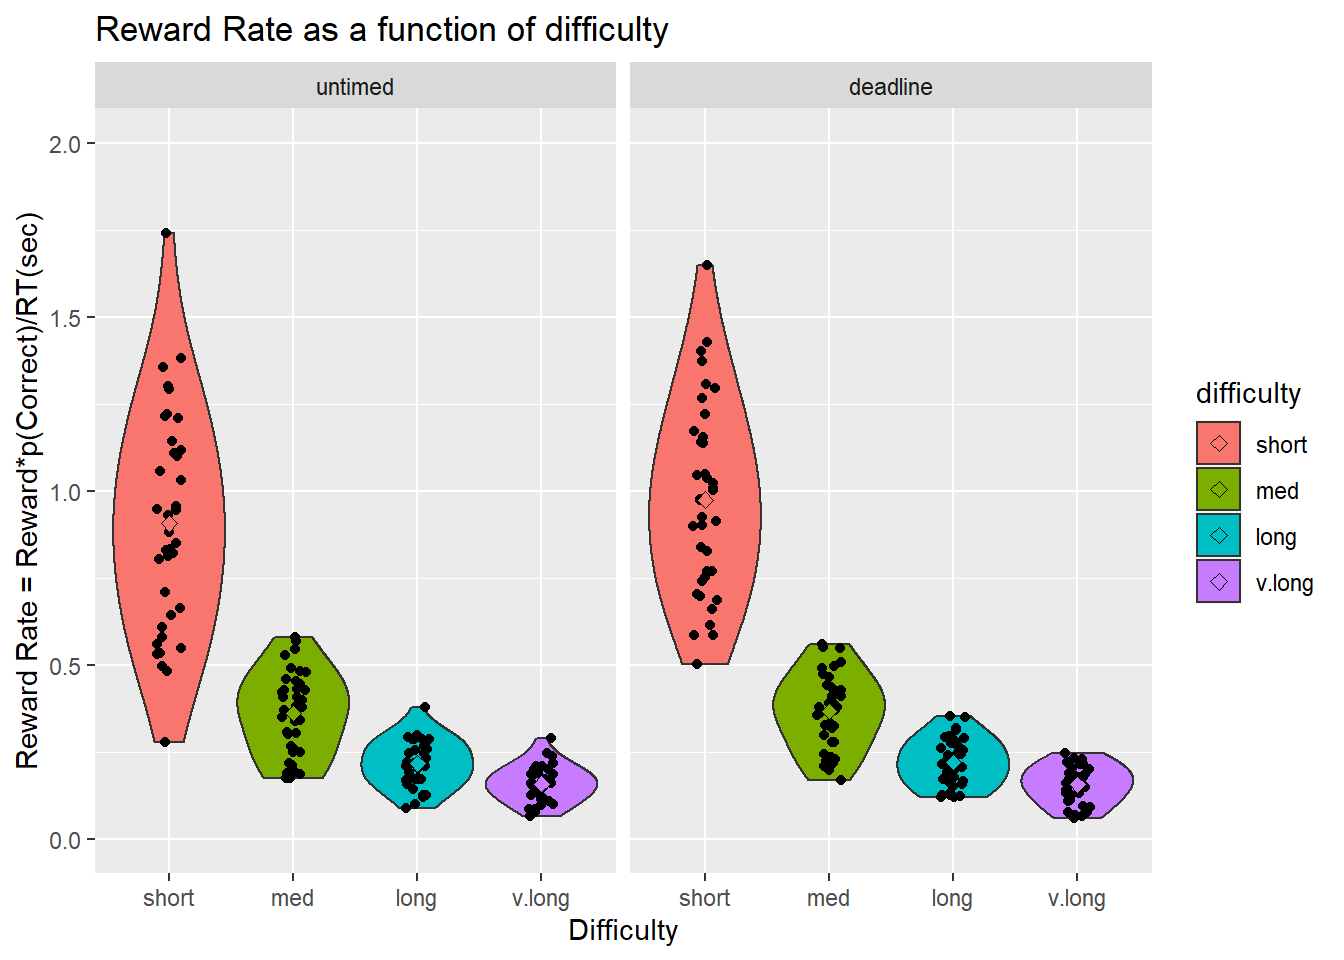 Reward Rate as a function of difficulty
untimed
deadline
Reward Rate = Reward*p(Correct)/RT(sec)
2.0
1.5
1.0
0.5
0.0
short med long v.long
short med long v.long
Difficulty
difficulty
short
med
long
v.long